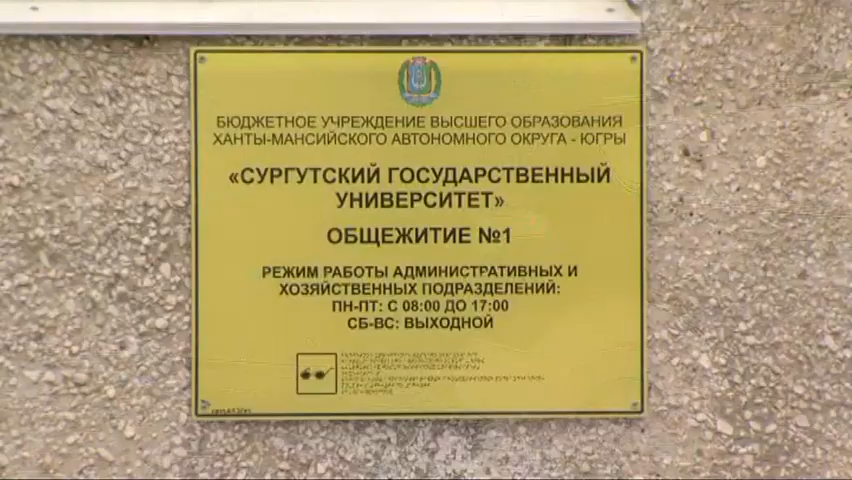 БЮДЖЕТНОЕ УЧРЕЖДЕНИЕ ВЫСШЕГО ОБРАЗОВАНИЯ
ХАНТЫ-МАНСИЙСКОГО АВТОНОМНОГО ОКРУГА - ЮГРЫ
«СУРГУТСКИЙ ГОСУДАРСТВЕННЫЙ
УНИВЕРСИТЕТ»
ОБЩЕЖИТИЕ №1
РЕЖИМ РАБОТЫ АДМИНИСТРАТИВНЫХ И
ХОЗЯЙСТВЕННЫХ ПОДРАЗДЕЛЕНИЙ:
ПН-ПТ: С 08:00 ДО 17:00
СБ-ВС: ВЫХОДНОЙ